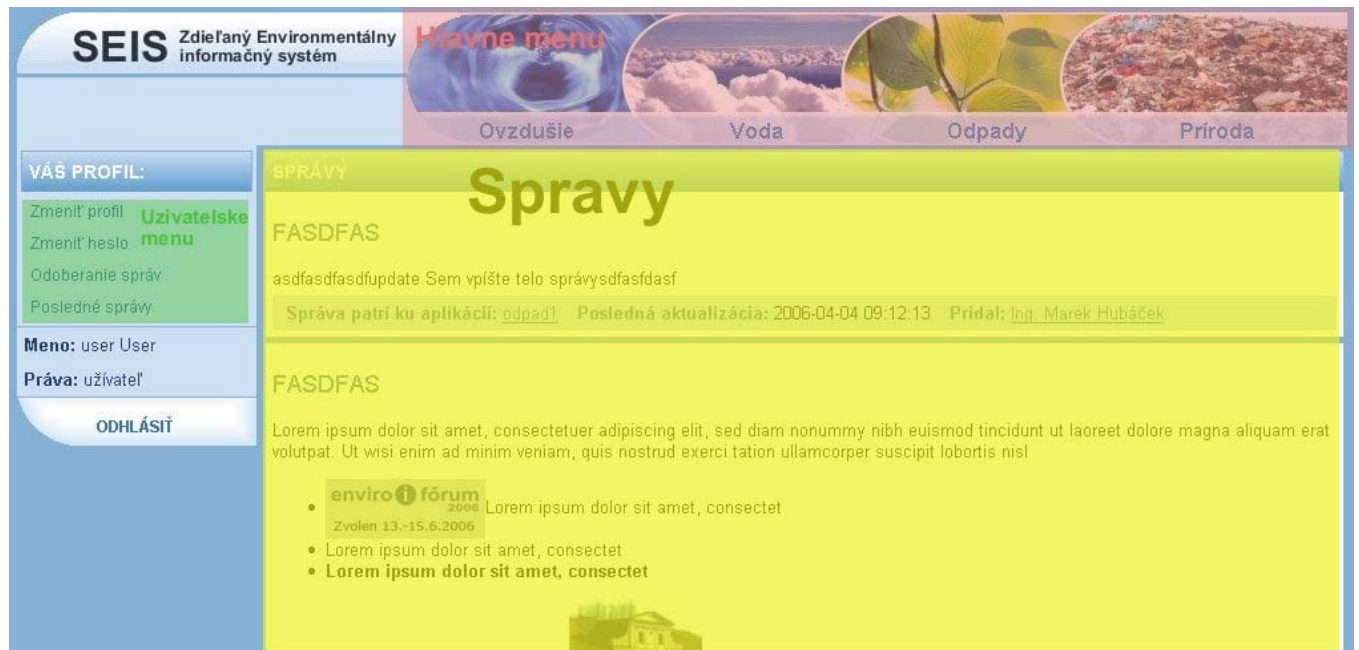 SEIS Zdieľaný Environmentálny
informačný systém
Hlavne menu
Ovzdušie Voda Odpady Príroda
VÁŠ PROFIL:
Zmeniť profil
Zmeniť heslo
Odoberanie správ
Posledné správy
Uzivatelske
menu
Meno: user User
Práva: užívateľ
ODHLÁSIŤ
SPRÁVY
Spravy
FASDFAS
asdfasdfasdfupdate Sem vpíšte telo správysdfasfdasf
Správa patrí ku aplikácií: odpad1 Posledná aktualizácia: 2006-04-04 09:12:13 Pridal: Ing. Marek Hubáček
FASDFAS
Lorem ipsum dolor sit amet, consectetuer adipiscing elit, sed diam nonummy nibh euismod tincidunt ut laoreet dolore magna aliquam erat
volutpat. Ut wisi enim ad minim veniam, quis nostrud exerci tation ullamcorper suscipit lobortis nisl
enviro i fórum
2006
Zvolen 13.-15.6.2006
Lorem ipsum dolor sit amet, consectet
Lorem ipsum dolor sit amet, consectet
Lorem ipsum dolor sit amet, consectet